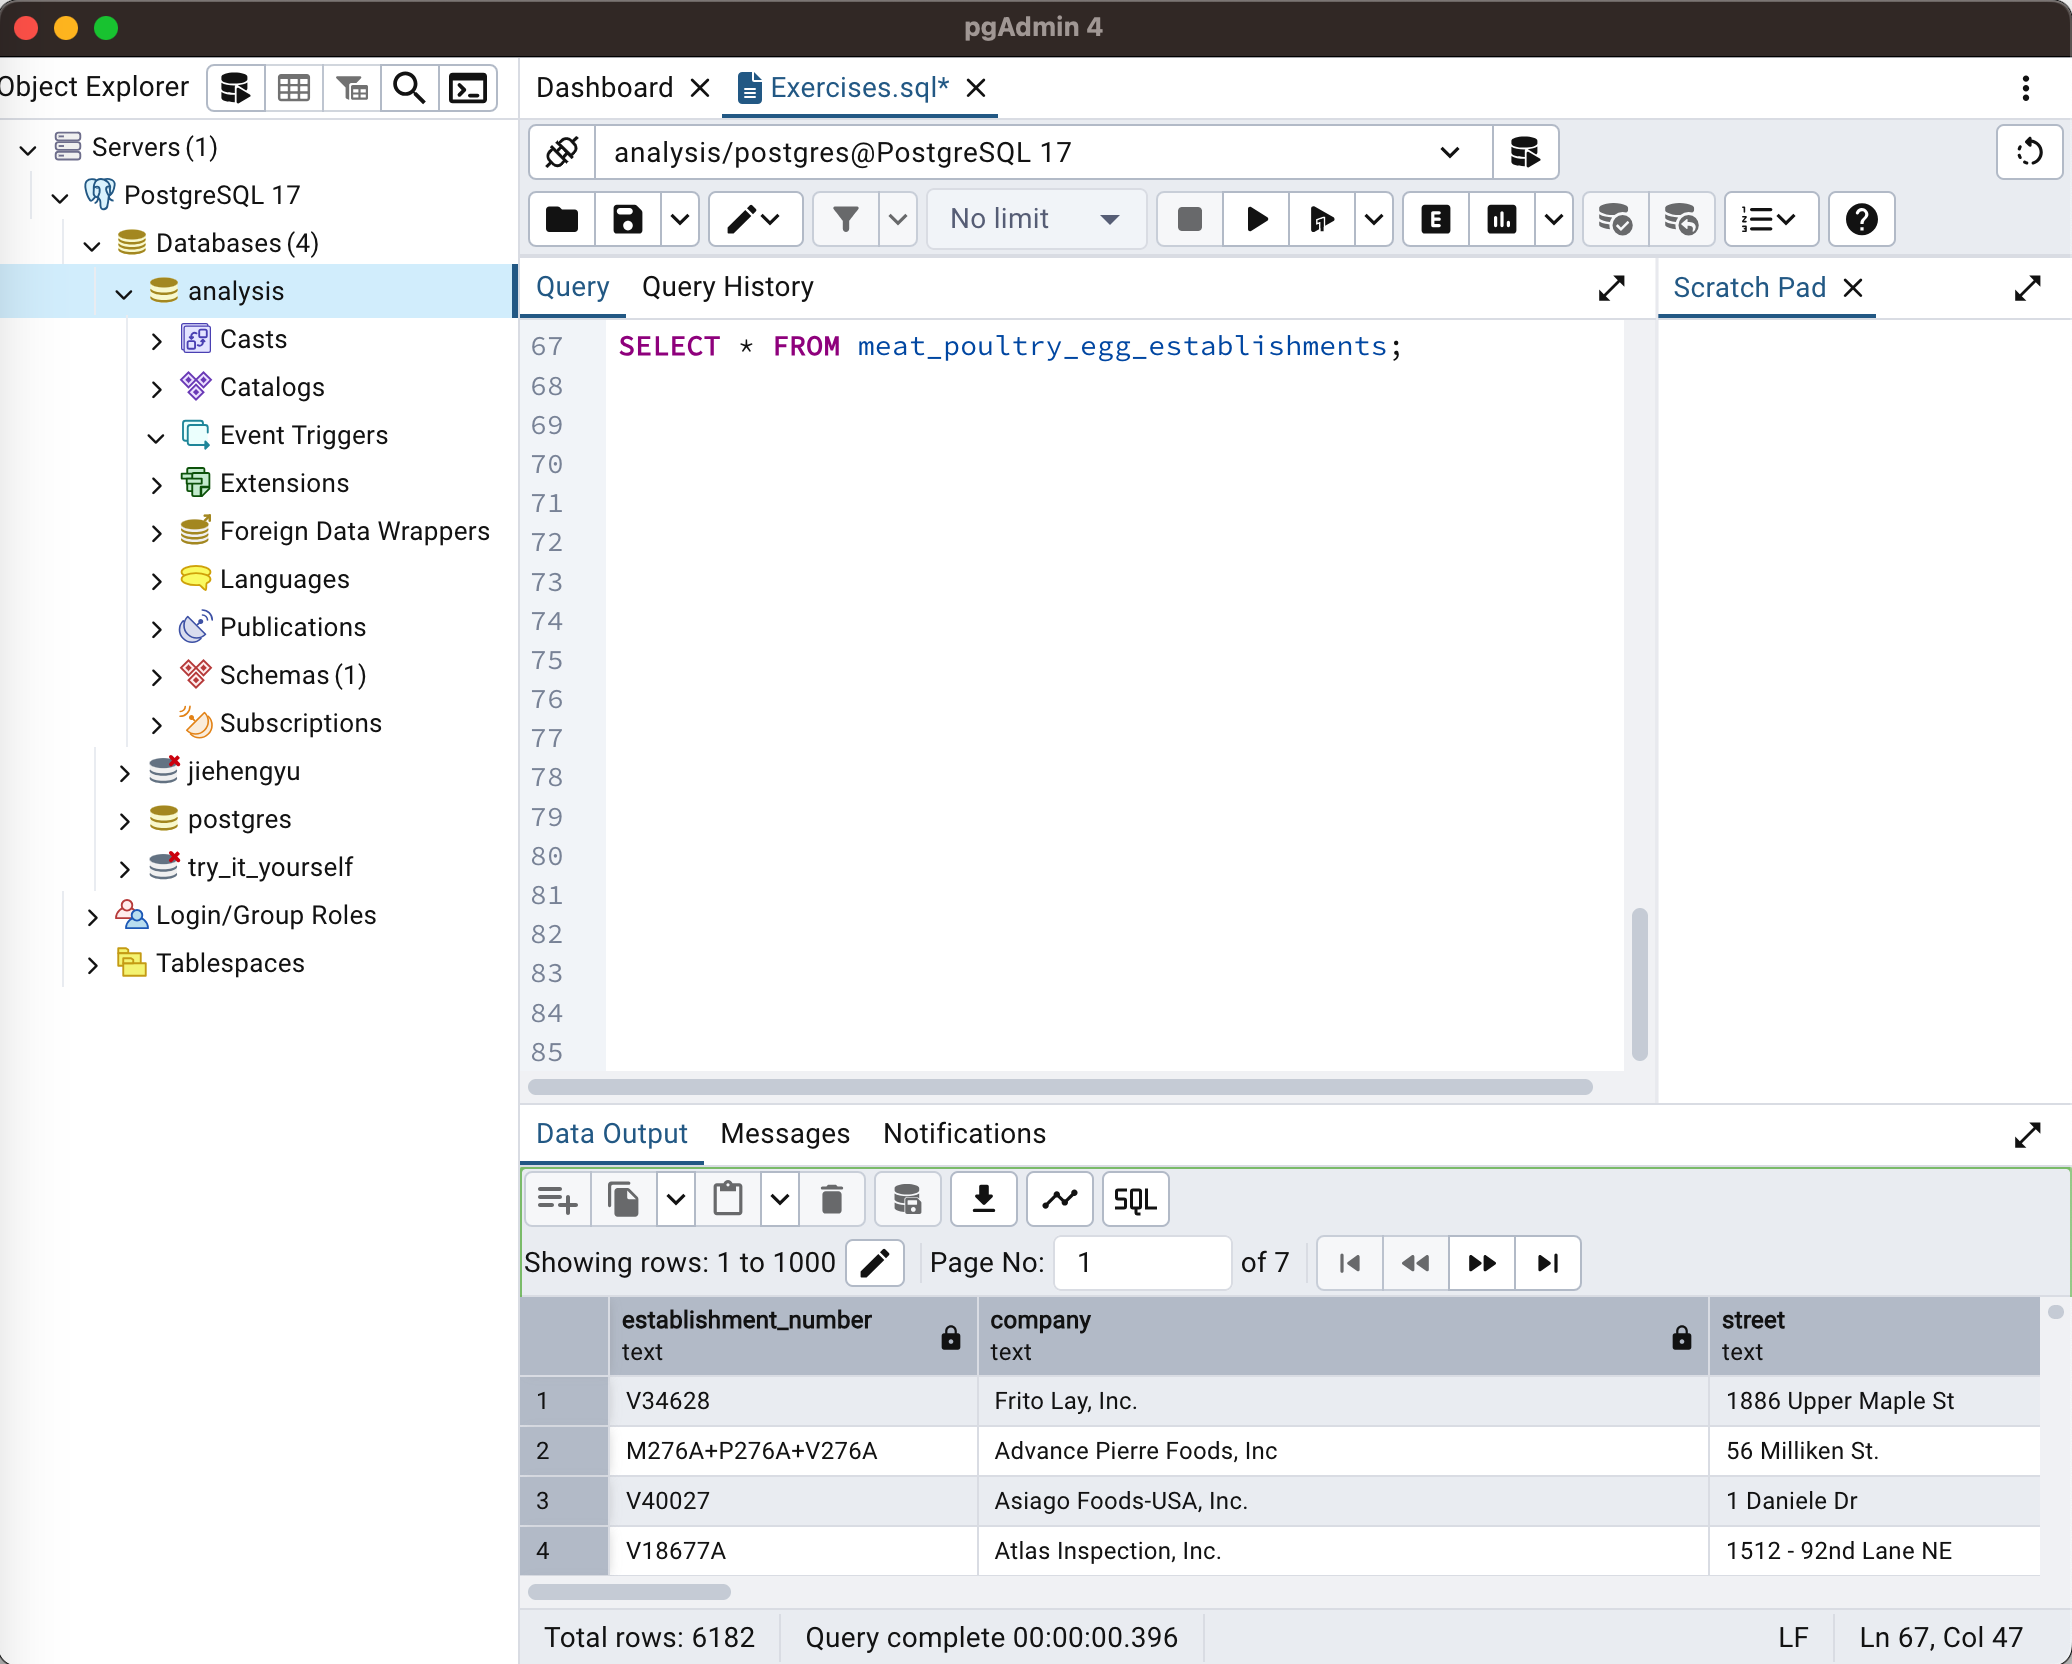 pgAdmin 4
Object Explorer
Dashboard
Exercises.sql*
Servers (1)
PostgreSQL 17
Databases (4)
analysis
Casts
Catalogs
Event Triggers
Extensions
Foreign Data Wrappers
Languages
Publications
Schemas (1)
Subscriptions
jiehengyu
postgres
try_it_yourself
Login/Group Roles
Tablespaces
analysis/postgres@PostgreSQL 17
No limit
E
Query
Query History
Scratch Pad
67 SELECT * FROM meat_poultry_egg_establishments;
68
69
70
71
72
73
74
75
76
77
78
79
80
81
82
83
84
85
Data Output
Messages
Notifications
SQL
Showing rows: 1 to 1000
Page No: 1 of 7
establishment_number company street
text text text
1 V34628 Frito Lay, Inc. 1886 Upper Maple St
2 M276A+P276A+V276A Advance Pierre Foods, Inc 56 Milliken St.
3 V40027 Asiago Foods-USA, Inc. 1 Daniele Dr
4 V18677A Atlas Inspection, Inc. 1512 - 92nd Lane NE
Total rows: 6182
Query complete 00:00:00.396
LF
Ln 67, Col 47